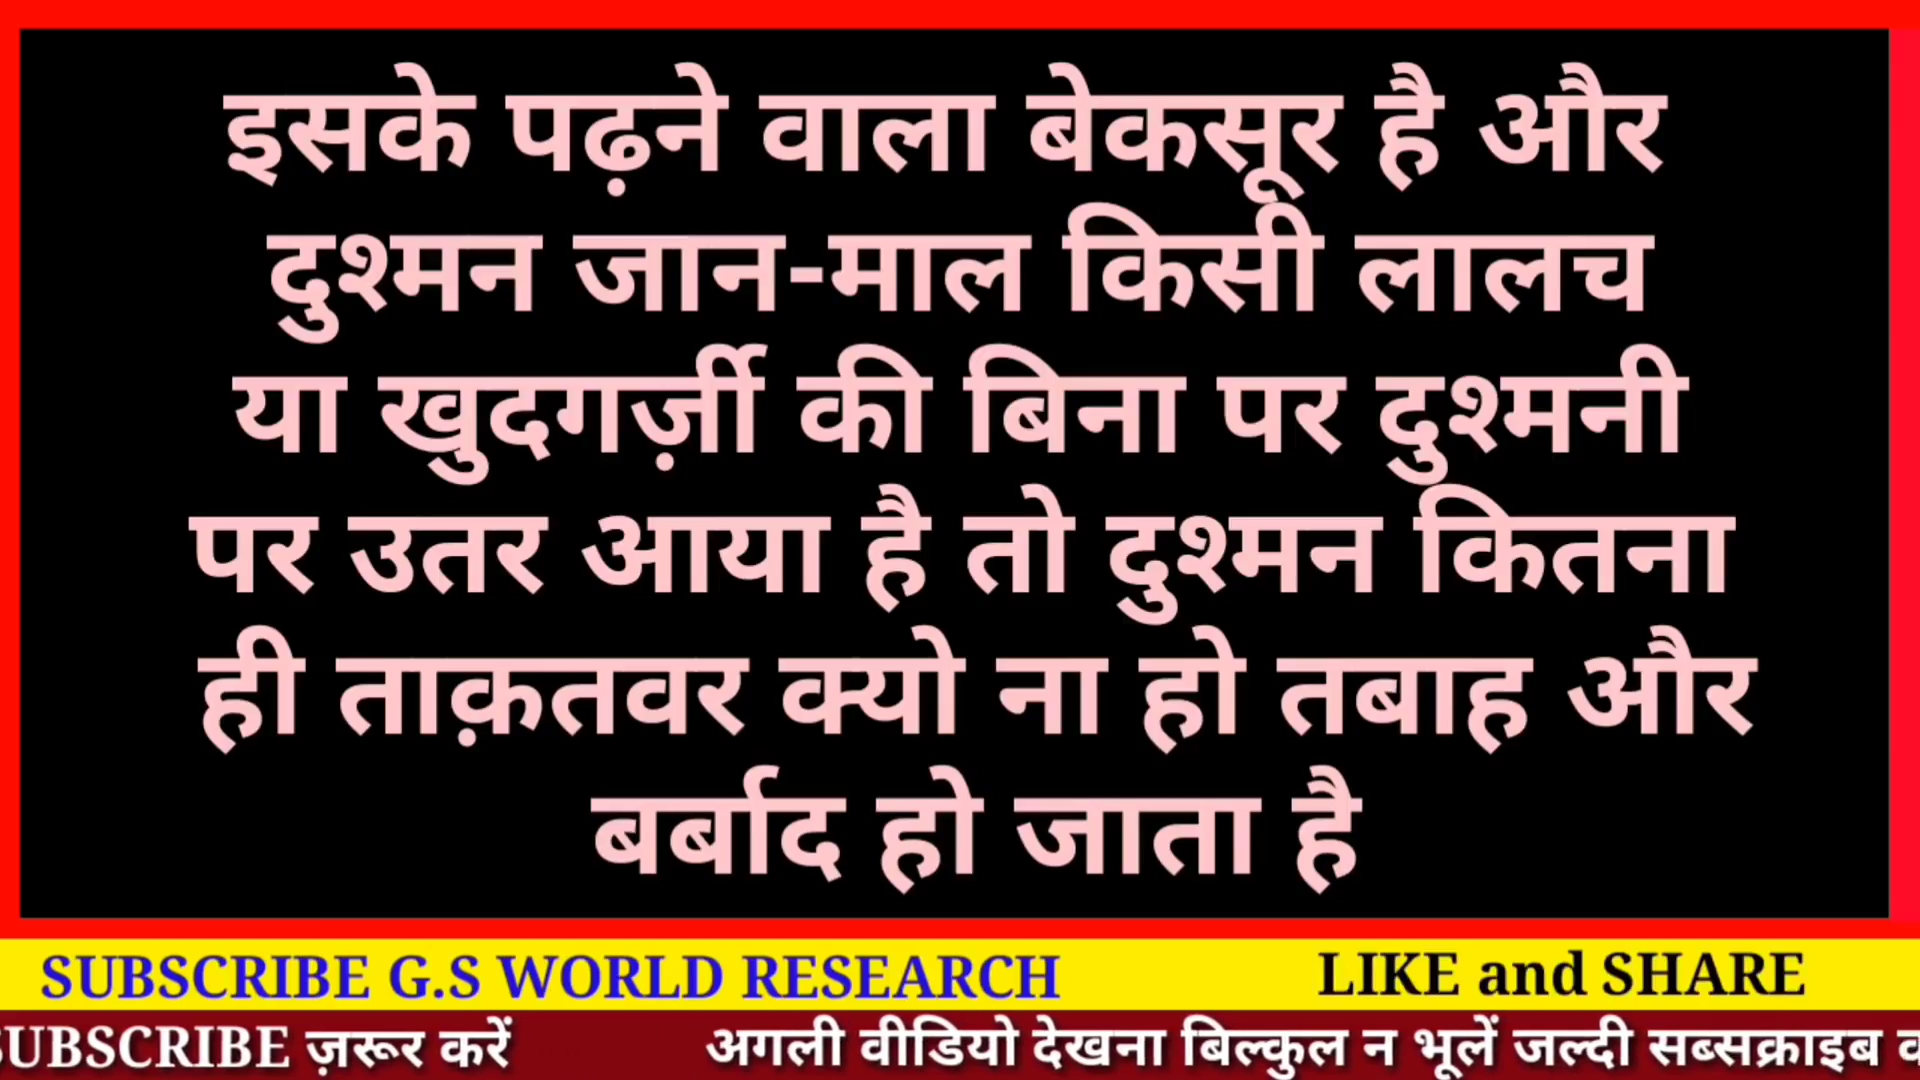 इसके पढ़ने वाला बेकसूर है और
दुश्मन जान-माल किसी लालच
या खुदगर्ज़ी की बिना पर दुश्मनी
पर उतर आया है तो दुश्मन कितना
ही ताक़तवर क्यो ना हो तबाह और
बर्बाद हो जाता है
SUBSCRIBE G.S WORLD RESEARCH LIKE and SHARE
SUBSCRIBE ज़रूर करें अगली वीडियो देखना बिल्कुल न भूलें जल्दी सब्सक्राइब